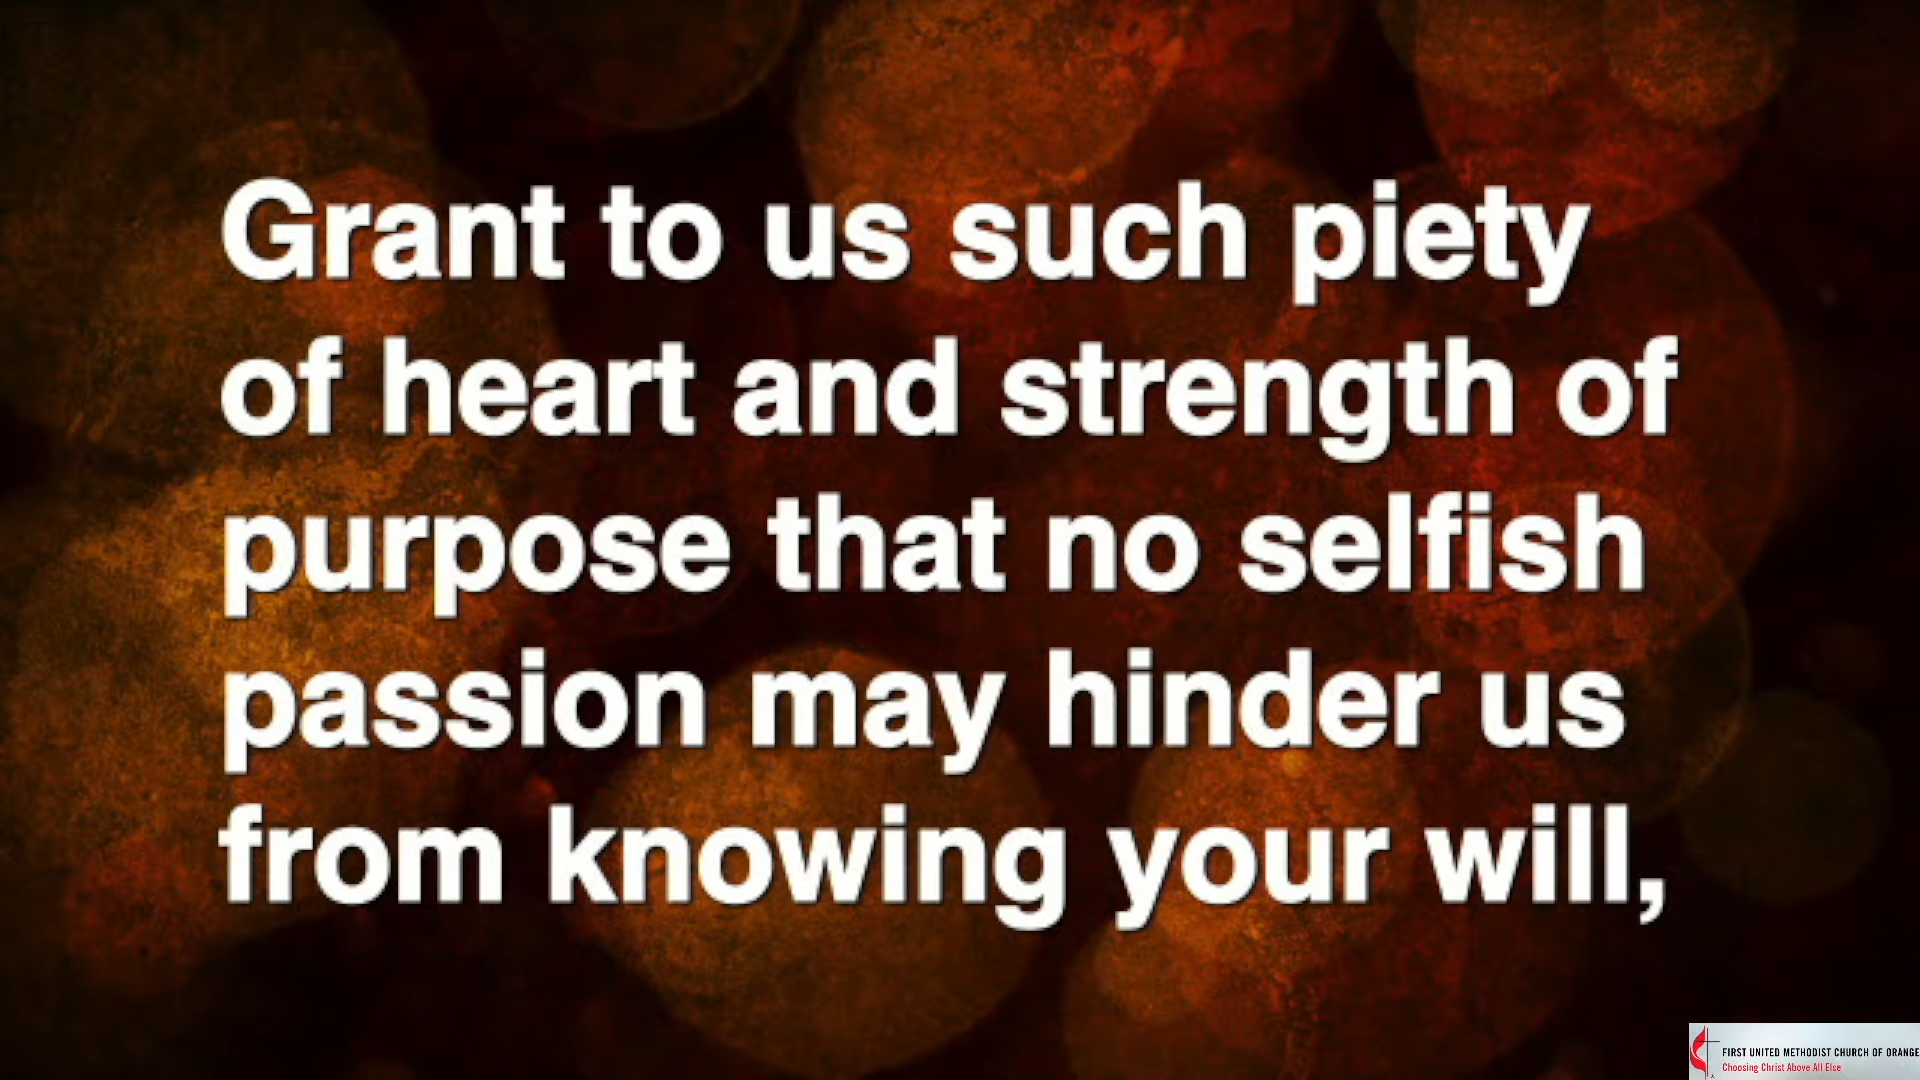 Grant to us such piety
of heart and strength of
purpose that no selfish
passion may hinder us
from knowing your will,
FIRST UNITED METHODIST CHURCH OF ORANGE
Choosing Christ Above All Else